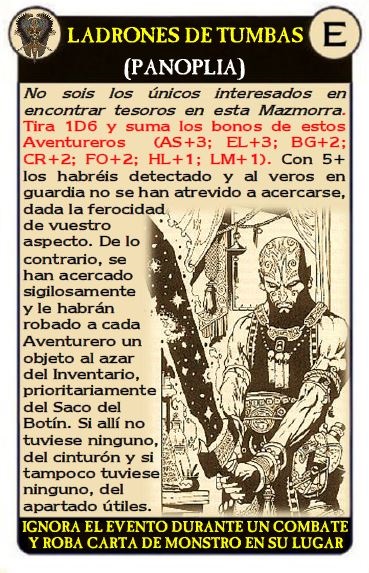 LADRONES DE TUMBAS
E
(PANOPLIA)
No sois los únicos interesados en
encontrar tesoros en esta Mazmorra.
Tira 1D6 y suma los bonos de estos
Aventureros (AS+3; EL+3; BG+2;
CR+2; FO+2; HL+1; LM+1). Con 5+
los habréis detectado y al veros en
guardia no se han atrevido a acercarse,
dada la ferocidad
de vuestro
aspecto. De lo
contrario, se
han acercado
sigilosamente
y le habrán
robado a cada
Aventurero un
objeto al azar
del Inventario,
prioritariamente
del Saco del
Botín. Si allí no
tuviese ninguno,
del cinturón y si
tampoco tuviese
ninguno, del
apartado útiles.
IGNORA EL EVENTO DURANTE UN COMBATE
Y ROBA CARTA DE MONSTRO EN SU LUGAR